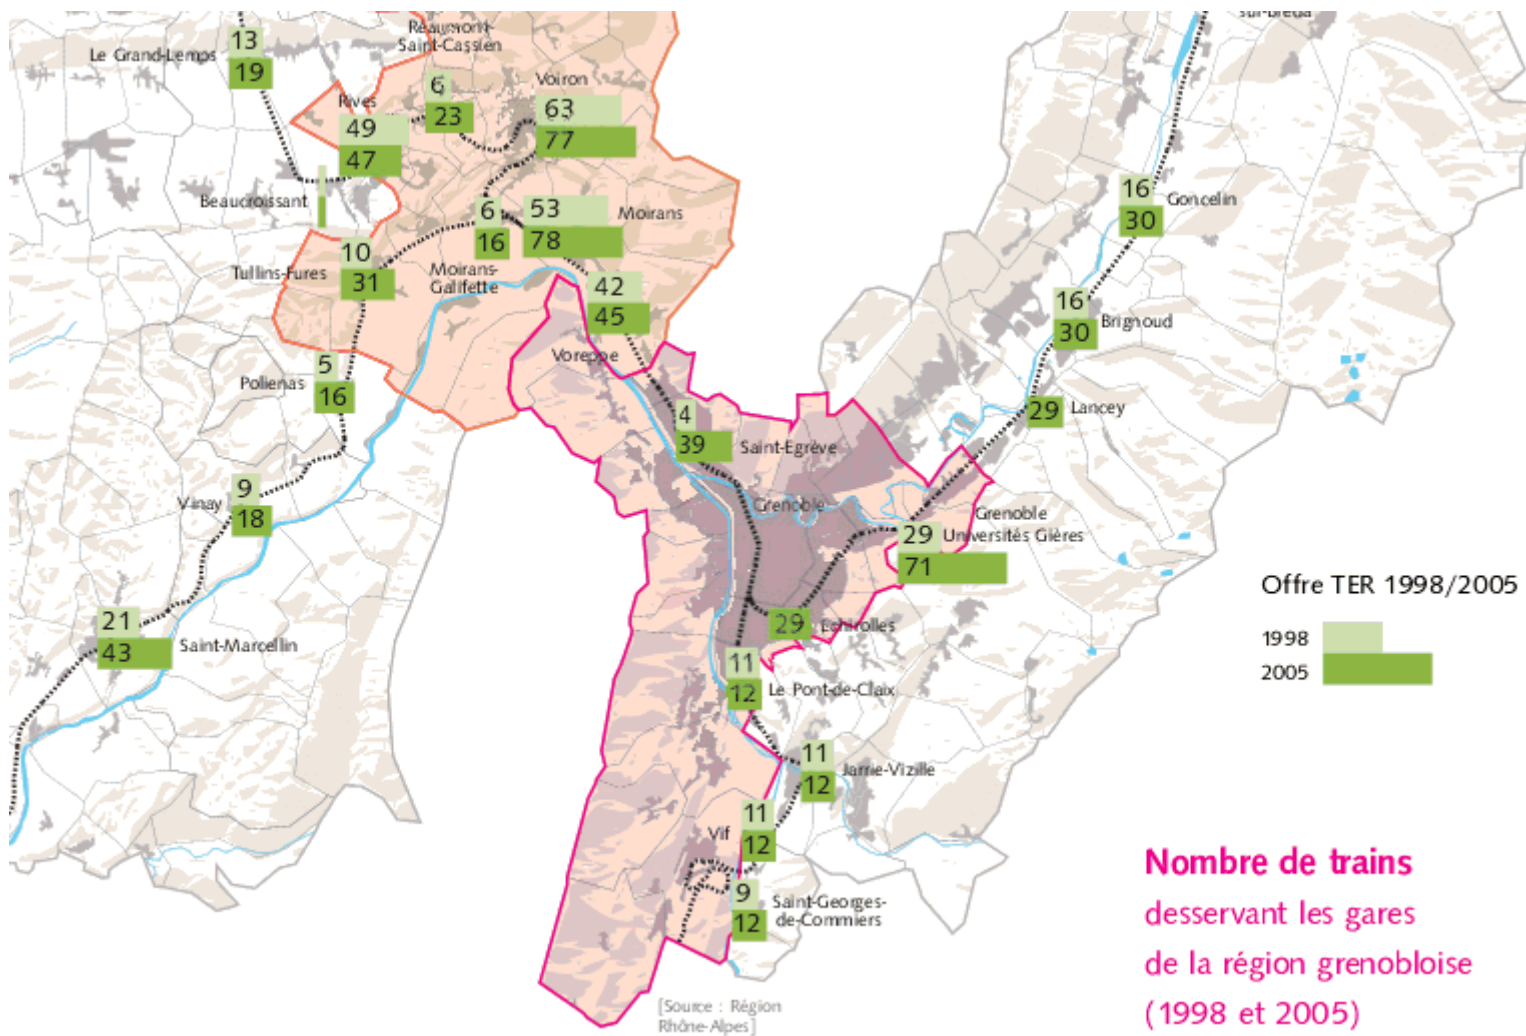 Réaumont-
Saint-Cassien
sur-Breda
13
Le Grand-Lemps
19
6
23
Voiron
63
77
Rives
49
47
Beaucroissant
16
Goncelin
30
6
16
53
Moirans
78
10
Tullins-Fures
31
Moirans-
Galifette
42
45
Voreppe
16
Brignoud
30
5
Poliénas
16
29
Lancey
4
39
Saint-Egrève
9
Vinay
18
Grenoble
Grenoble
29
Universités Gières
71
Offre TER 1998/2005
1998
2005
21
43
Saint-Marcellin
29
Echirolles
11
12
Le Pont-de-Claix
11
12
Jarrie-Vizille
11
Vif
12
9
12
Saint-Georges-
de-Commiers
Nombre de trains
desservant les gares
de la région grenobloise
(1998 et 2005)
[Source : Région
Rhône-Alpes]